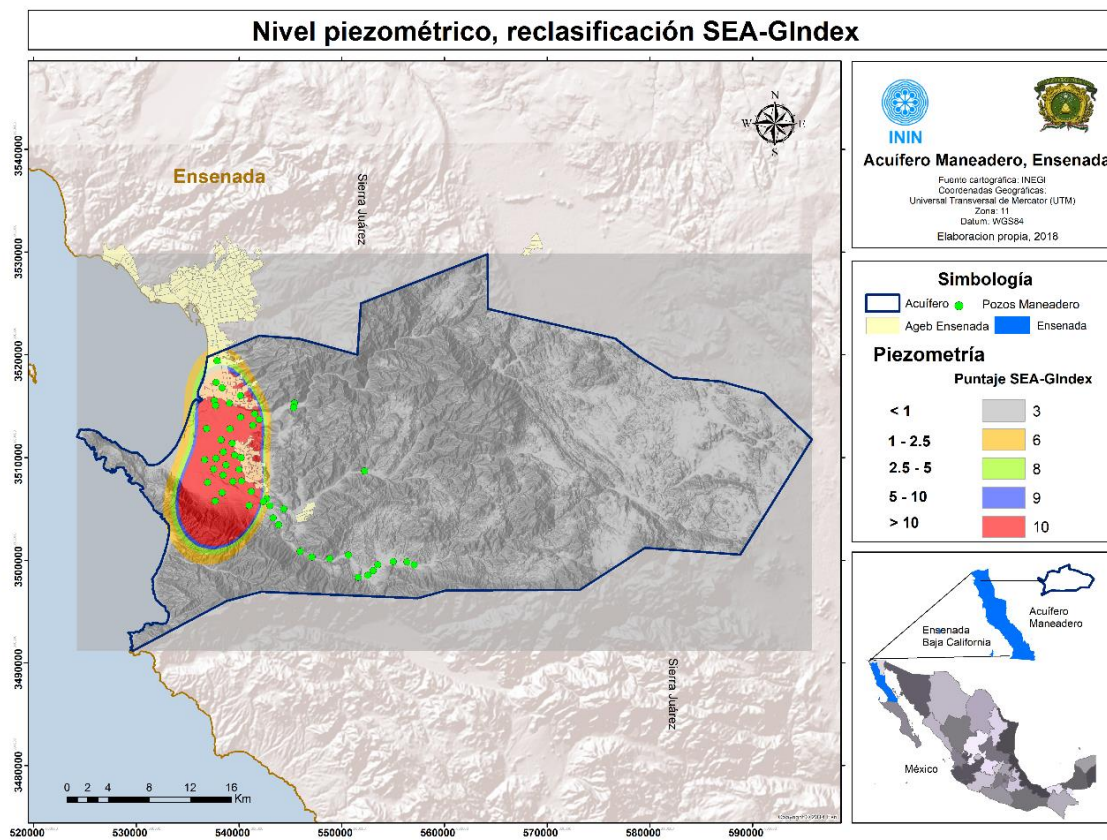 Nivel piezométrico, reclasificación SEA-GIndex
N
W E
S
Ensenada
Sierra Juárez
Sierra Juárez
3540000
3530000
3520000
3510000
3500000
3490000
3480000
520000 530000 540000 550000 560000 570000 580000 590000
0 2 4 8 12 16
Km
ININ
Acuífero Maneadero, Ensenada
Fuente cartográfica: INEGI
Coordenadas Geográficas:
Universal Transversal de Mercator (UTM)
Zona: 11
Datum: WGS84
Elaboracion propia, 2018
Simbología
Acuífero Pozos Maneadero
Ageb Ensenada Ensenada
Piezometría
Puntaje SEA-GIndex
< 1 3
1 - 2.5 6
2.5 - 5 8
5 - 10 9
> 10 10
Acuífero
Maneadero
Ensenada
Baja California
México